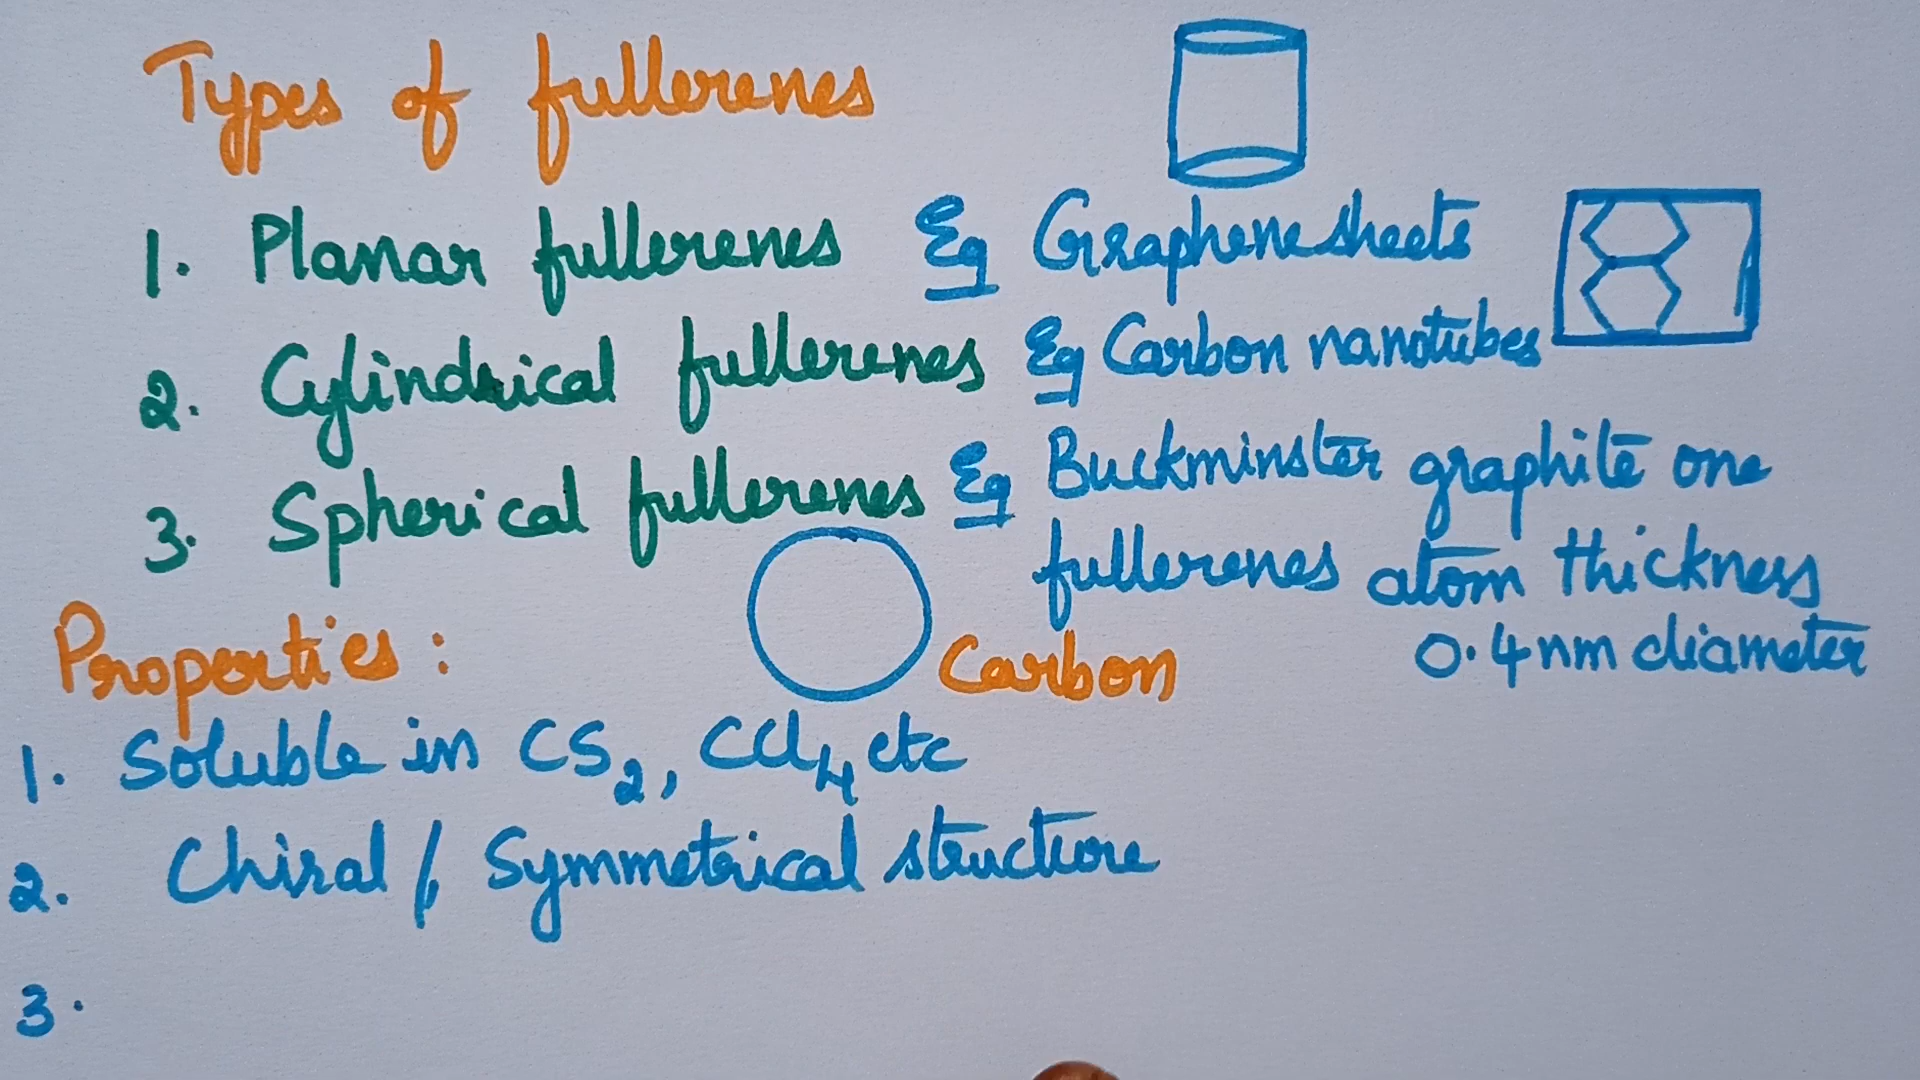 Types of fullerenes
1. Planar fullerenes Eg Graphene sheets
2. Cylindrical fullerenes Eg Carbon nanotubes
3. Spherical fullerenes Eg Buckminster graphite one
fullerenes atom thickness
0.4nm diameter
Properties : Carbon
1. Soluble in CS2, CCl4 etc
2. Chiral / Symmetrical structure
3.